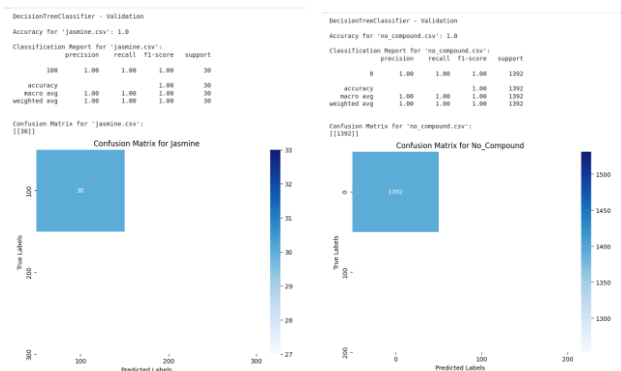 DecisionTreeClassifier - Validation
Accuracy for 'jasmine.csv': 1.0
Classification Report for 'jasmine.csv':
precision recall f1-score support
100 1.00 1.00 1.00 30
accuracy 1.00 30
macro avg 1.00 1.00 1.00 30
weighted avg 1.00 1.00 1.00 30
Confusion Matrix for 'jasmine.csv':
[[30]]
Confusion Matrix for Jasmine
30
True Labels
100
200
300
100 200 300
Predicted Labels
33
32
31
30
29
28
27
DecisionTreeClassifier - Validation
Accuracy for 'no_compound.csv': 1.0
Classification Report for 'no_compound.csv':
precision recall f1-score support
0 1.00 1.00 1.00 1392
accuracy 1.00 1392
macro avg 1.00 1.00 1.00 1392
weighted avg 1.00 1.00 1.00 1392
Confusion Matrix for 'no_compound.csv':
[[1392]]
Confusion Matrix for No_Compound
1392
True Labels
0
100
200
0 100 200
Predicted Labels
1500
1450
1400
1350
1300